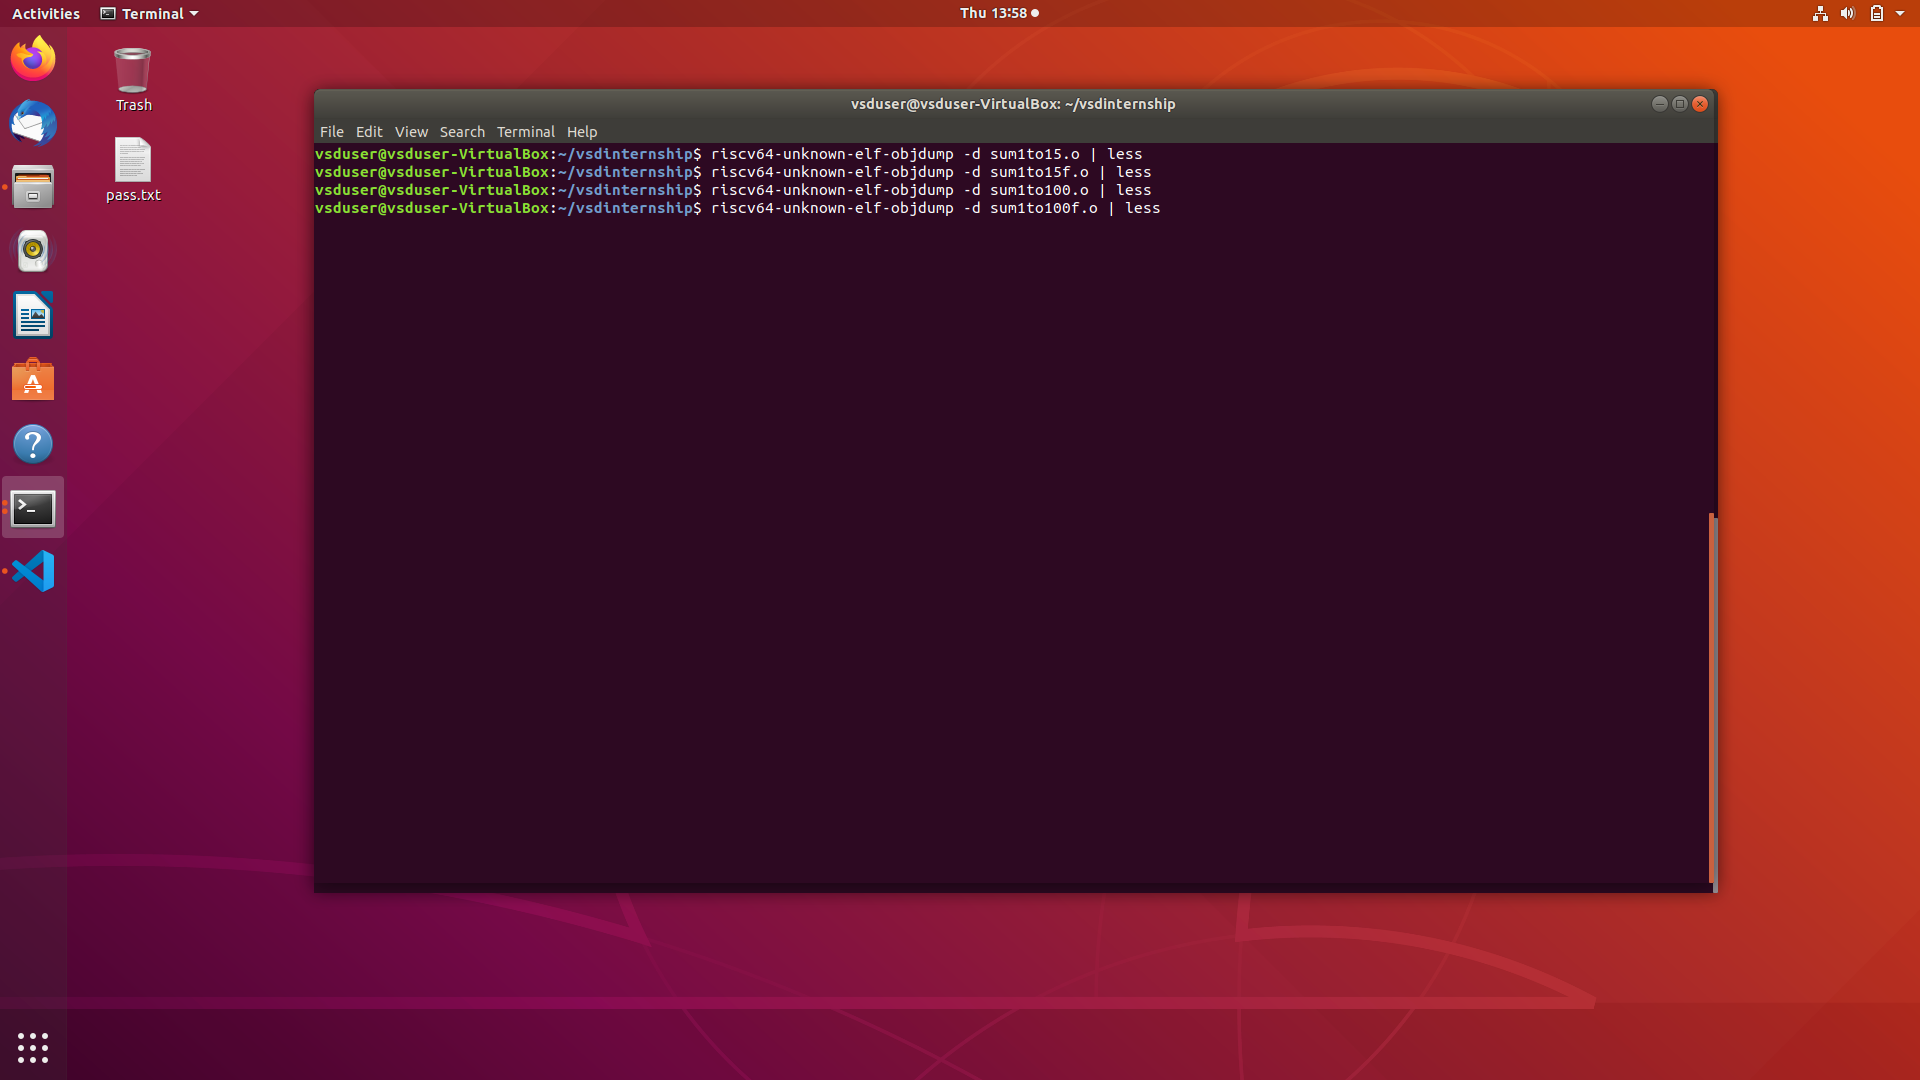 Activities
Terminal
Thu 13:58
Trash
pass.txt
vsduser@vsduser-VirtualBox: ~/vsdinternship
File Edit View Search Terminal Help
vsduser@vsduser-VirtualBox:~/vsdinternship$ riscv64-unknown-elf-objdump -d sum1to15.o | less
vsduser@vsduser-VirtualBox:~/vsdinternship$ riscv64-unknown-elf-objdump -d sum1to15f.o | less
vsduser@vsduser-VirtualBox:~/vsdinternship$ riscv64-unknown-elf-objdump -d sum1to100.o | less
vsduser@vsduser-VirtualBox:~/vsdinternship$ riscv64-unknown-elf-objdump -d sum1to100f.o | less